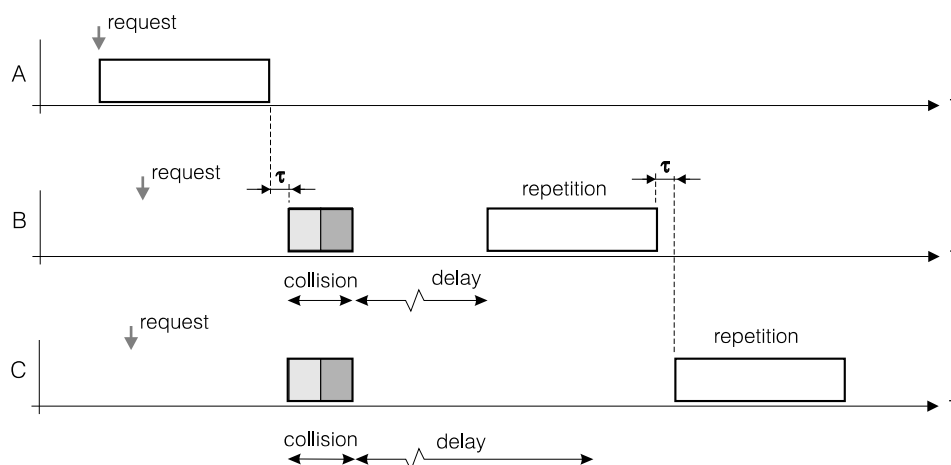 request
A
request
τ
τ
repetition
B
collision
delay
request
repetition
C
collision
delay